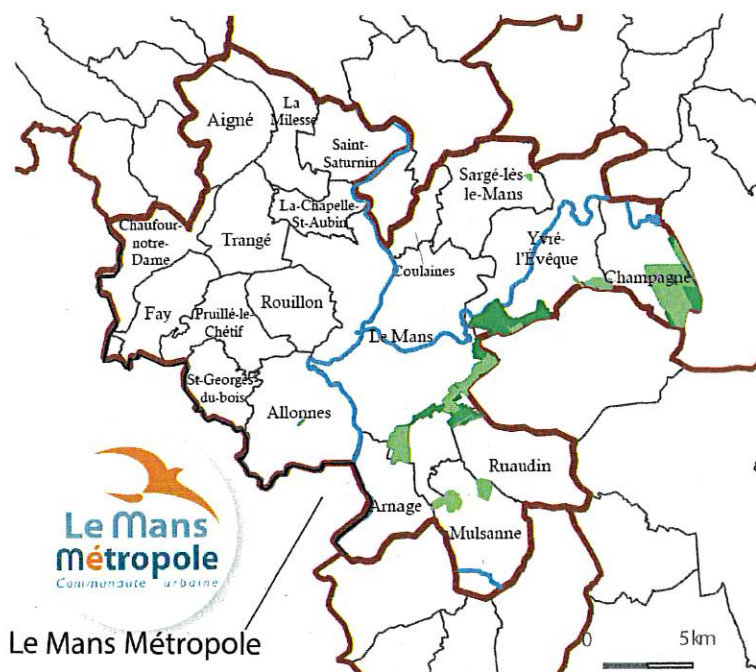 Aigné
La
Milesse
Saint-
Saturnin
Sargé-lès
le-Mans
La-Chapelle-
St-Aubin
Chaufour-
notre-
Dame
Trangé
Coulaines
Yvré-
l'Evêque
Champagné
Fay
Pruillé-le-
Chétif
Rouillon
Le Mans
St-Georges-
du-bois
Allonnes
Ruaudin
Arnage
Mulsanne
Le Mans
Métropole
Communauté urbaine
Le Mans Métropole
0 5km